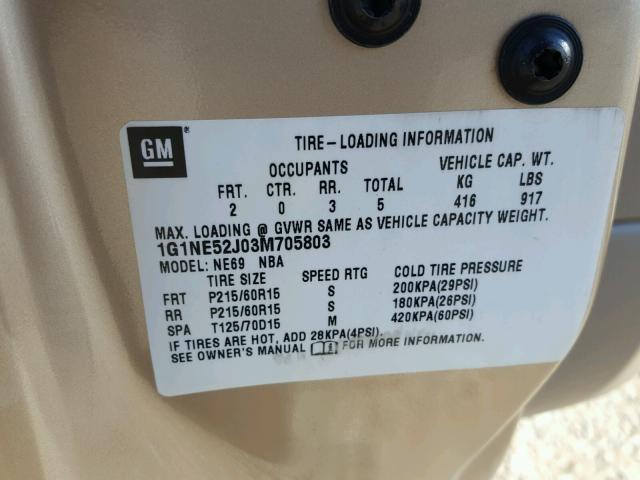 GM
TIRE-LOADING INFORMATION
OCCUPANTS VEHICLE CAP. WT.
FRT. CTR. RR. TOTAL KG LBS
2 0 3 5 416 917
MAX. LOADING @ GVWR SAME AS VEHICLE CAPACITY WEIGHT.
1G1NE52J03M705803
MODEL: NE69 NBA
TIRE SIZE SPEED RTG COLD TIRE PRESSURE
FRT P215/60R15 S 200KPA(29PSI)
RR P215/60R15 S 180KPA(26PSI)
SPA T125/70D15 M 420KPA(60PSI)
IF TIRES ARE HOT, ADD 28KPA(4PSI).
SEE OWNER'S MANUAL FOR MORE INFORMATION.